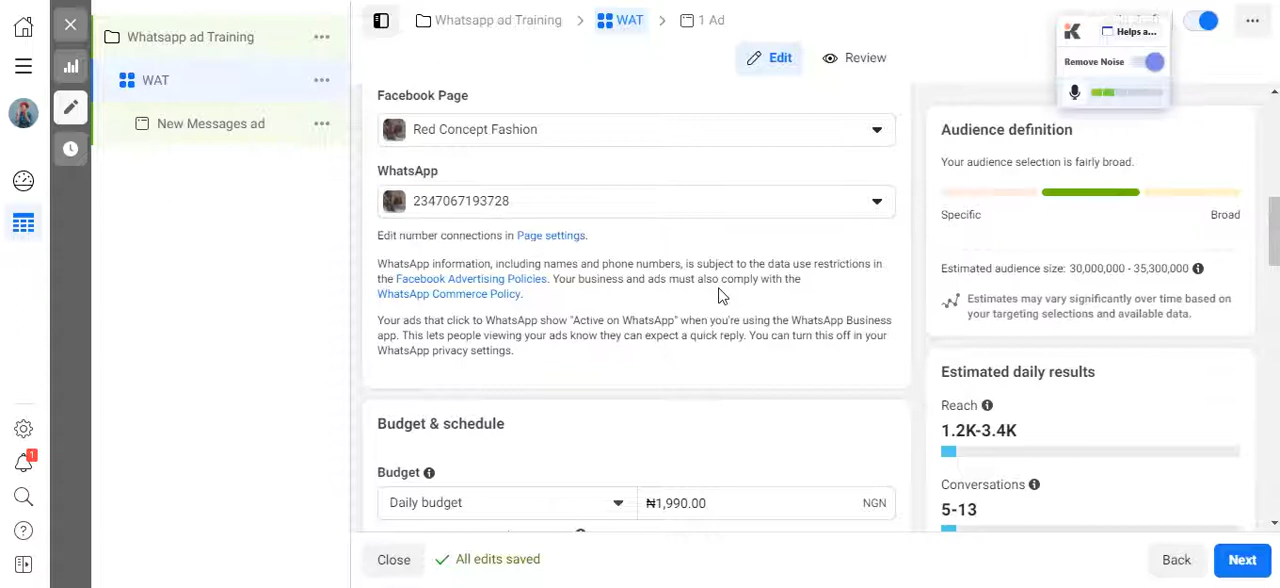 Whatsapp ad Training
WAT
New Messages ad
Whatsapp ad Training > WAT > 1 Ad
Helps a...
Remove Noise
Edit
Review
Facebook Page
Red Concept Fashion
WhatsApp
2347067193728
Edit number connections in Page settings.
WhatsApp information, including names and phone numbers, is subject to the data use restrictions in
the Facebook Advertising Policies. Your business and ads must also comply with the
WhatsApp Commerce Policy.
Your ads that click to WhatsApp show "Active on WhatsApp" when you're using the WhatsApp Business
app. This lets people viewing your ads know they can expect a quick reply. You can turn this off in your
WhatsApp privacy settings.
Budget & schedule
Budget
Daily budget
₦1,990.00
NGN
Audience definition
Your audience selection is fairly broad.
Specific
Broad
Estimated audience size: 30,000,000 - 35,300,000
Estimates may vary significantly over time based on
your targeting selections and available data.
Estimated daily results
Reach
1.2K-3.4K
Conversations
5-13
Close
All edits saved
Back
Next
1